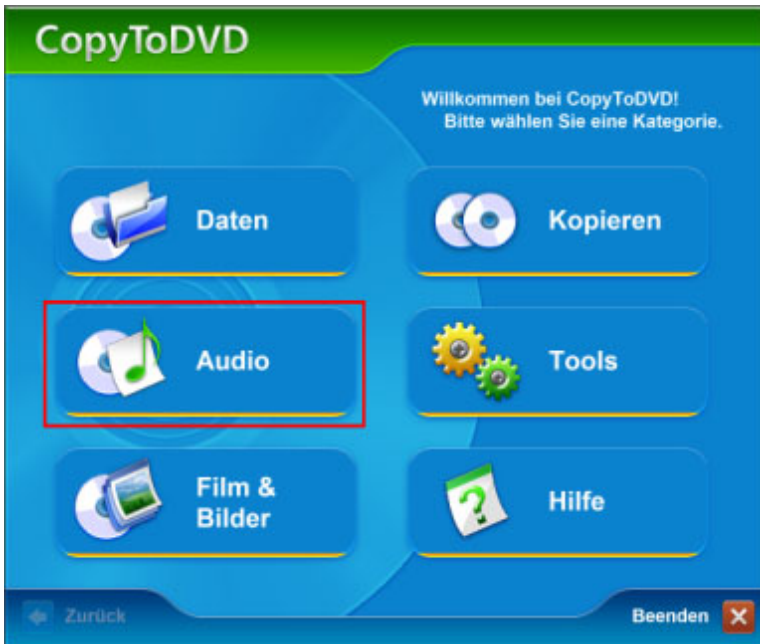 CopyToDVD
Willkommen bei CopyToDVD!
Bitte wählen Sie eine Kategorie.
Daten
Kopieren
Audio
Tools
Film &
Bilder
Hilfe
Zurück
Beenden